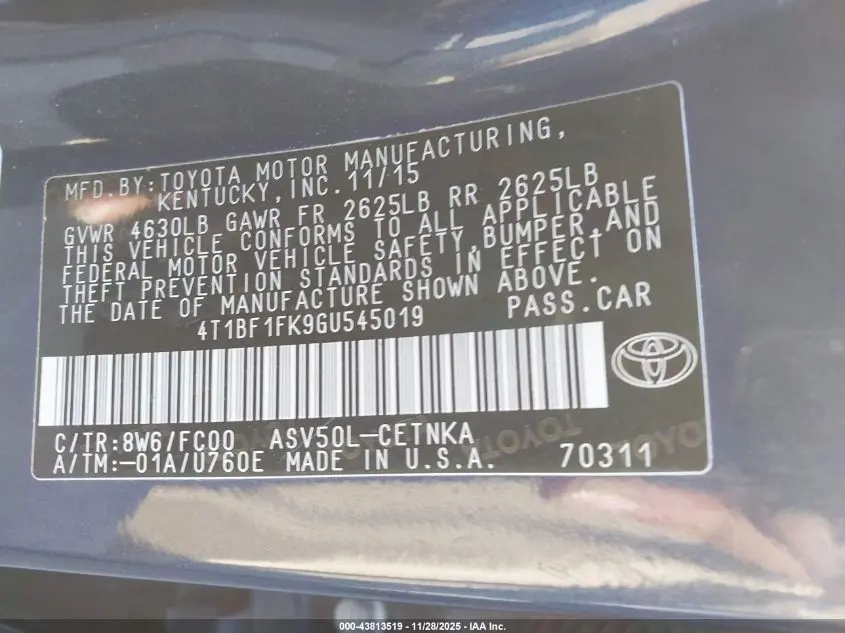 MFD.BY:TOYOTA MOTOR MANUFACTURING,
KENTUCKY,INC.11/15
GVWR 4630LB GAWR FR 2625LB RR 2625LB
THIS VEHICLE CONFORMS TO ALL APPLICABLE
FEDERAL MOTOR VEHICLE SAFETY,BUMPER,AND
THEFT PREVENTION STANDARDS IN EFFECT ON
THE DATE OF MANUFACTURE SHOWN ABOVE.
4T1BF1FK9GU545019 PASS.CAR
C/TR:8W6/FC00 ASV50L-CETNKA
A/TM:-01A/U760E MADE IN U.S.A. 70311
TOYOTA
000-43813519 - 11/28/2025 - IAA Inc.